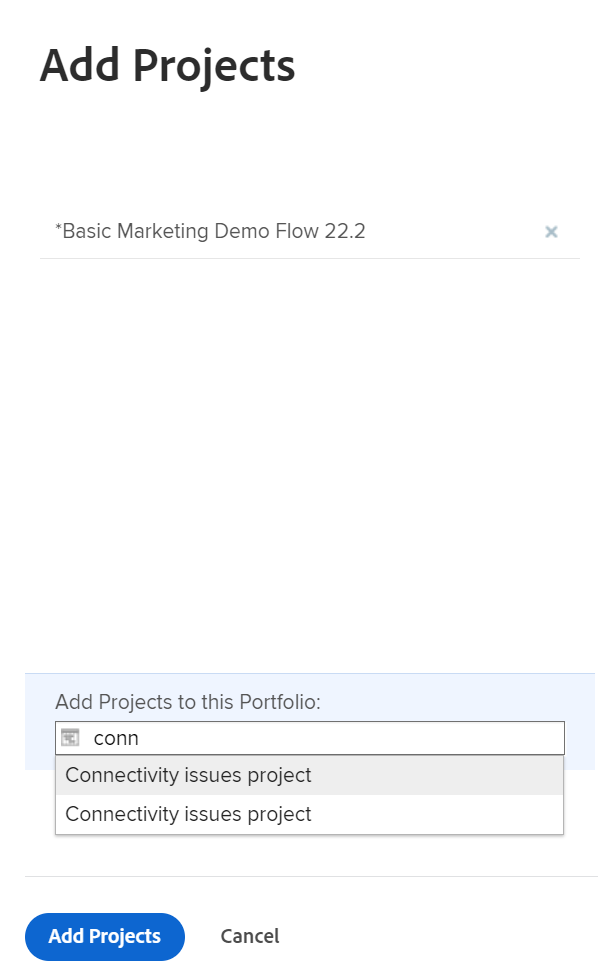 Add Projects
*Basic Marketing Demo Flow 22.2
Add Projects to this Portfolio:
conn
Connectivity issues project
Connectivity issues project
Add Projects Cancel